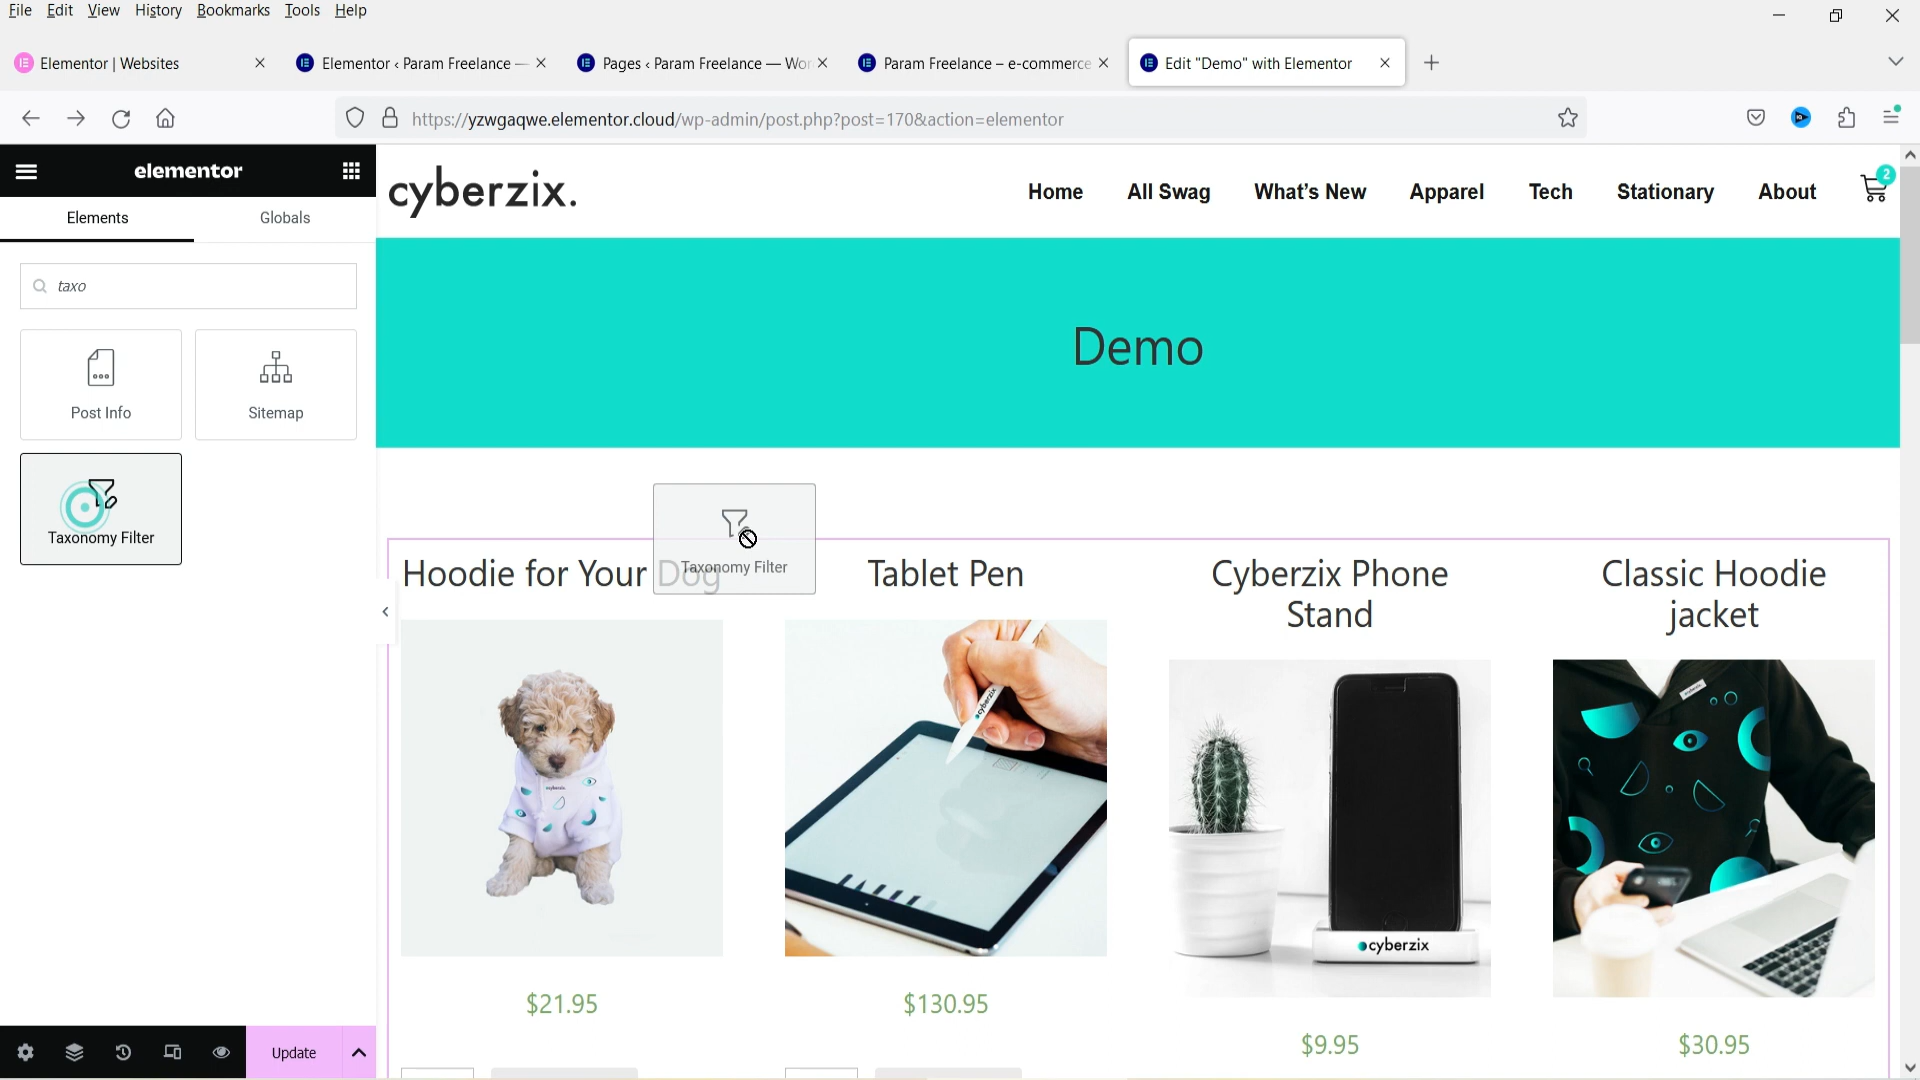 File Edit View History Bookmarks Tools Help
Elementor | Websites
Elementor ‹ Param Freelance —
Pages ‹ Param Freelance — Wor
Param Freelance – e-commerce
Edit "Demo" with Elementor
https://yzwgaqwe.elementor.cloud/wp-admin/post.php?post=170&action=elementor
elementor
Elements Globals
taxo
Post Info
Sitemap
Taxonomy Filter
Update
cyberzix.
Home All Swag What's New Apparel Tech Stationary About
2
Demo
Taxonomy Filter
Hoodie for Your Dog
$21.95
Tablet Pen
cyberzix
$130.95
Cyberzix Phone
Stand
cyberzix
$9.95
Classic Hoodie
jacket
$30.95